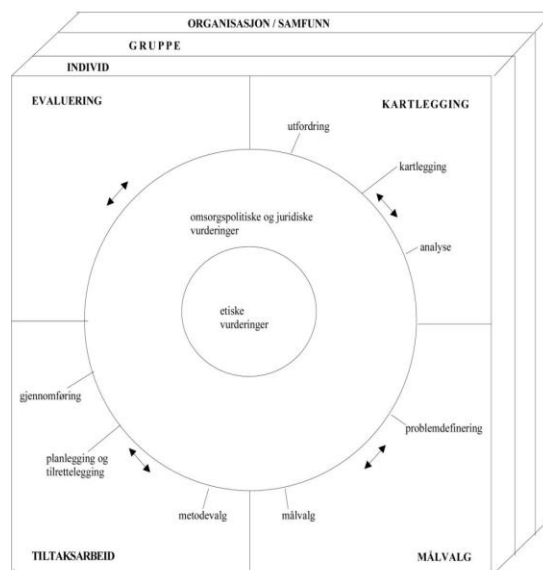 ORGANISASJON / SAMFUNN
GRUPPE
INDIVID
EVALUERING
KARTLEGGING
utfordring
kartlegging
omsorgspolitiske og juridiske
vurderinger
analyse
etiske
vurderinger
gjennomføring
problemdefinering
planlegging og
tilrettelegging
metodevalg
målvalg
TILTAKSARBEID
MÅLVALG